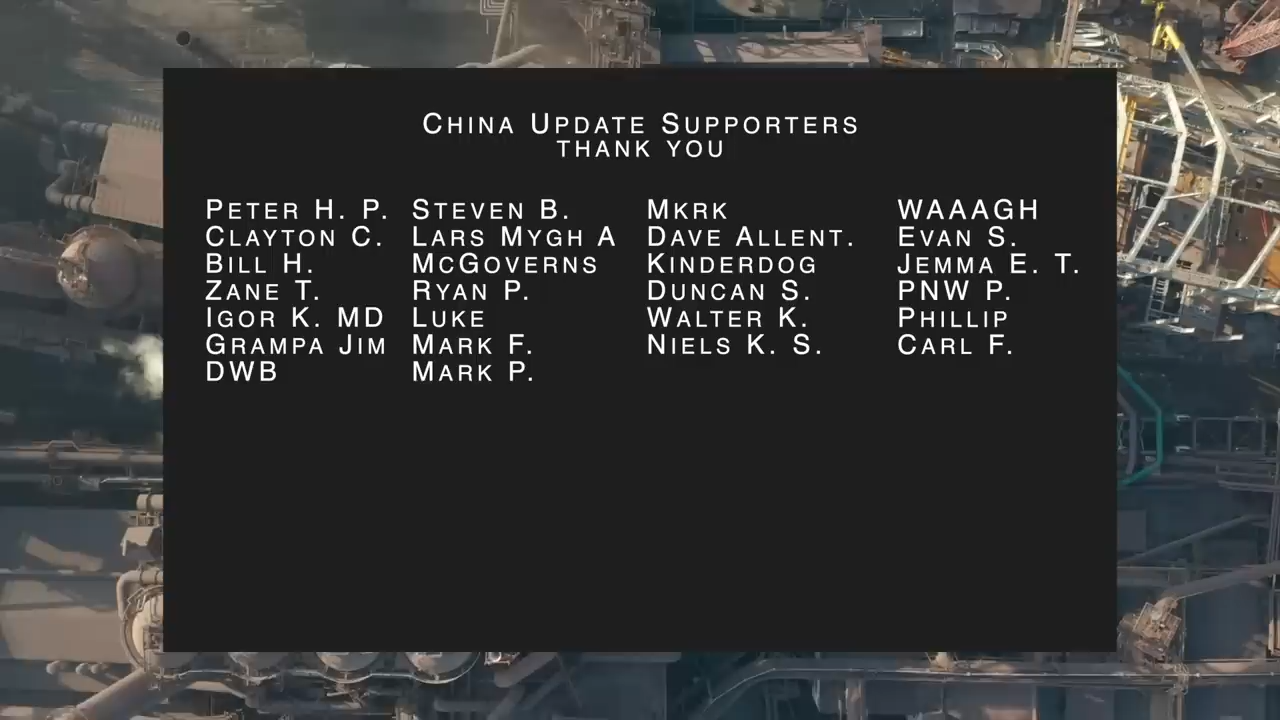 China Update Supporters
THANK YOU
Peter H. P. Steven B. Mkrk WAAAGH
Clayton C. Lars Mygh A Dave Allent. Evan S.
Bill H. McGoverns Kinderdog Jemma E. T.
Zane T. Ryan P. Duncan S. PNW P.
Igor K. MD Luke Walter K. Phillip
Grampa Jim Mark F. Niels K. S. Carl F.
DWB Mark P.